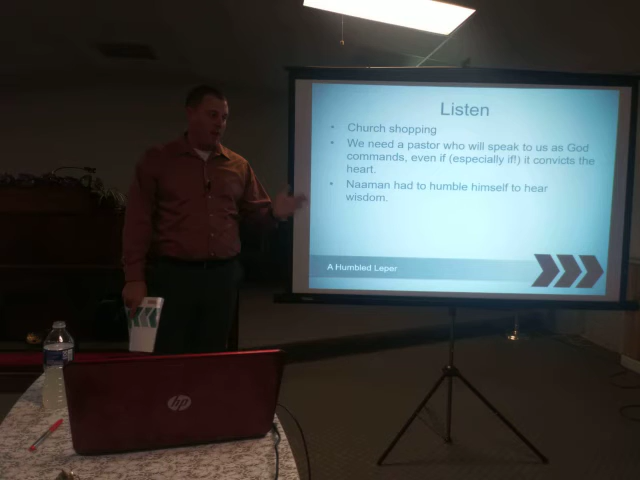 Listen
• Church shopping
• We need a pastor who will speak to us as God
commands, even if (especially if!) it convicts the
heart.
• Naaman had to humble himself to hear
wisdom.
A Humbled Leper
hp